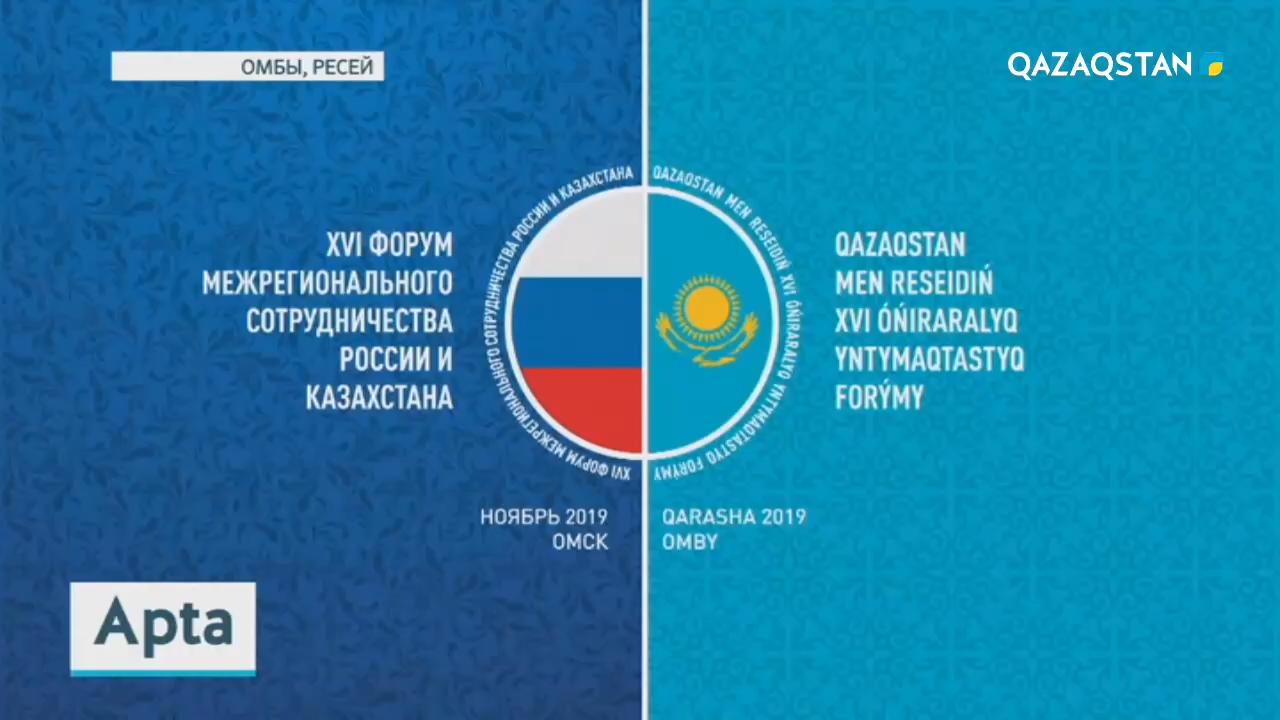 ОМБЫ, РЕСЕЙ
QAZAQSTAN
XVI ФОРУМ
МЕЖРЕГИОНАЛЬНОГО
СОТРУДНИЧЕСТВА
РОССИИ И
КАЗАХСТАНА
XVI ФОРУМ МЕЖРЕГИОНАЛЬНОГО СОТРУДНИЧЕСТВА РОССИИ И КАЗАХСТАНА
QAZAQSTAN MEN RESEIDIŃ XVI ÓŃIRARALYQ YNTYMAQTASTYQ FORÝMY
QAZAQSTAN
MEN RESEIDIŃ
XVI ÓŃIRARALYQ
YNTYMAQTASTYQ
FORÝMY
НОЯБРЬ 2019
ОМСК
QARASHA 2019
OMBY
Apta